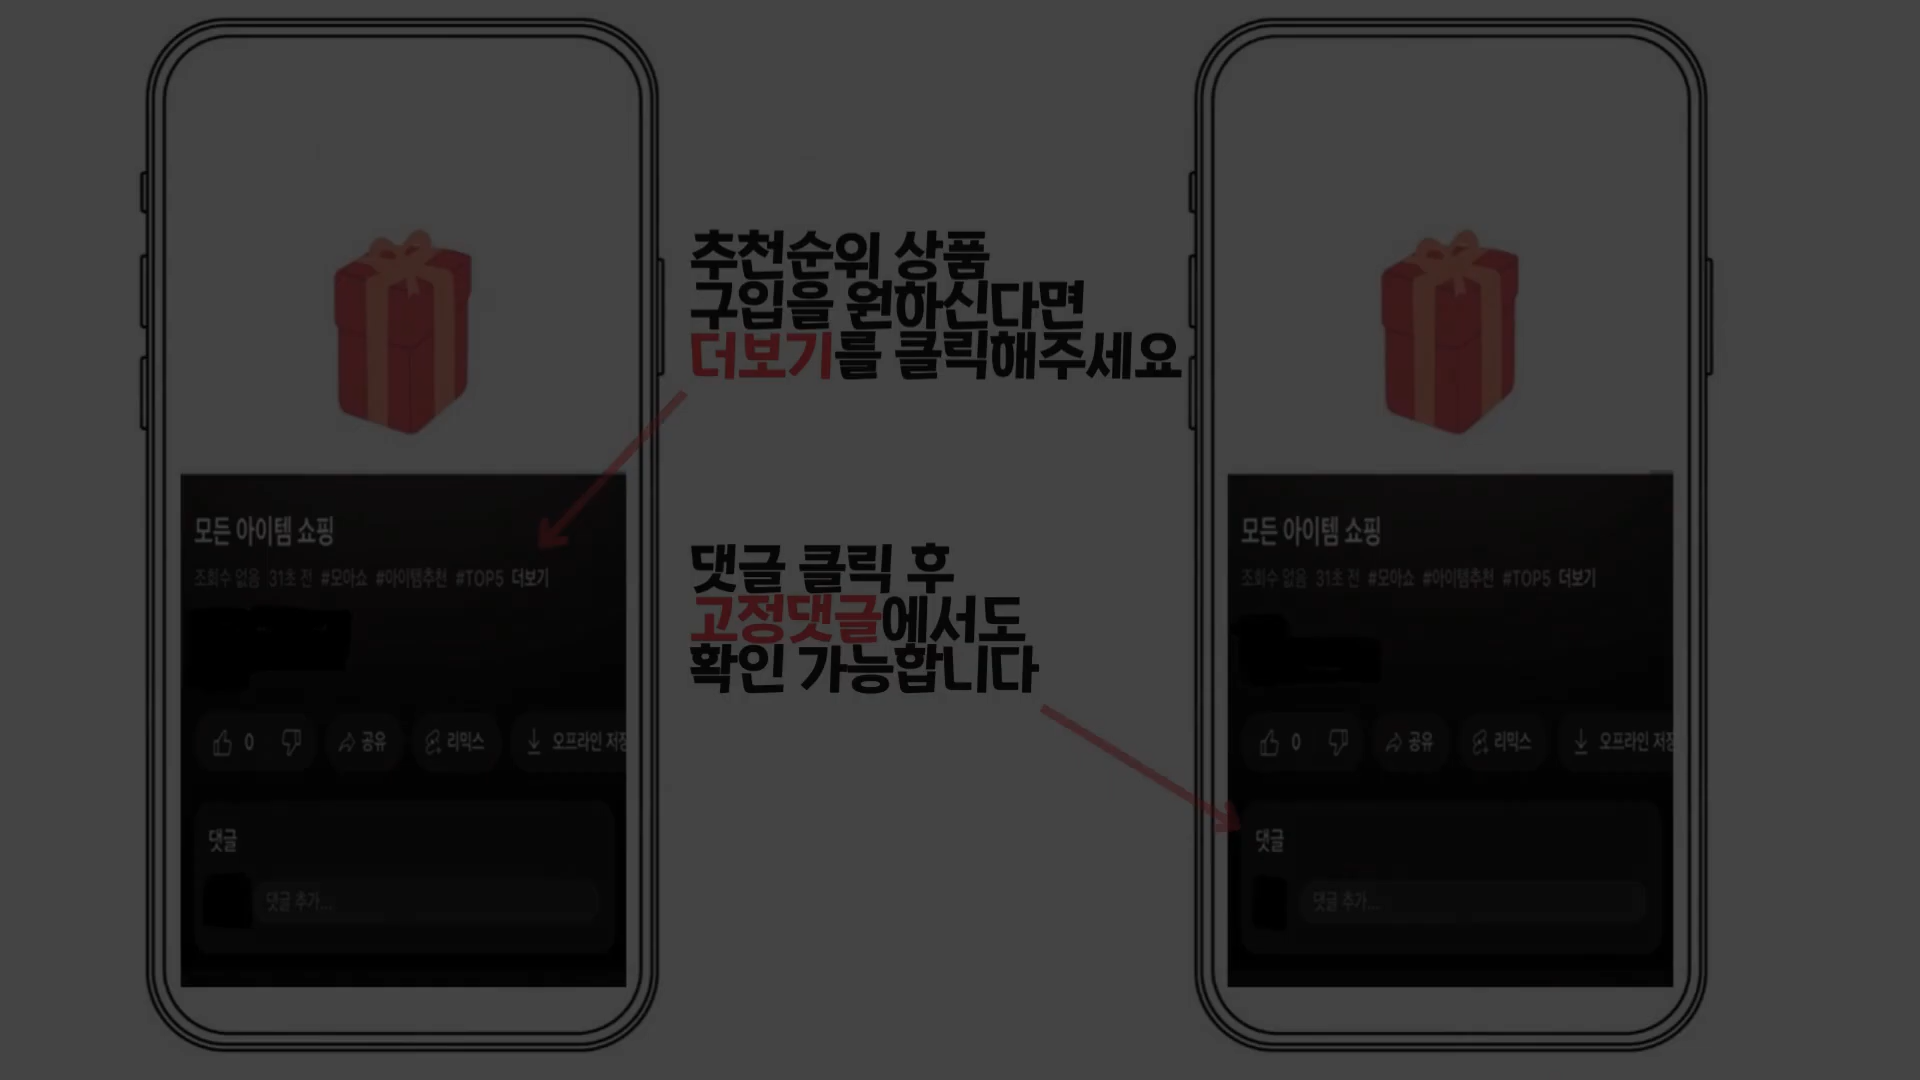 추천순위 상품
구입을 원하신다면
더보기를 클릭해주세요
모든 아이템 쇼핑
조회수 없음 31초 전 #모아쇼 #아이템추천 #TOP5 더보기
0 공유 리믹스 오프라인 저장
댓글
댓글 추가...
댓글 클릭 후
고정댓글에서도
확인 가능합니다
모든 아이템 쇼핑
조회수 없음 31초 전 #모아쇼 #아이템추천 #TOP5 더보기
0 공유 리믹스 오프라인 저장
댓글
댓글 추가...